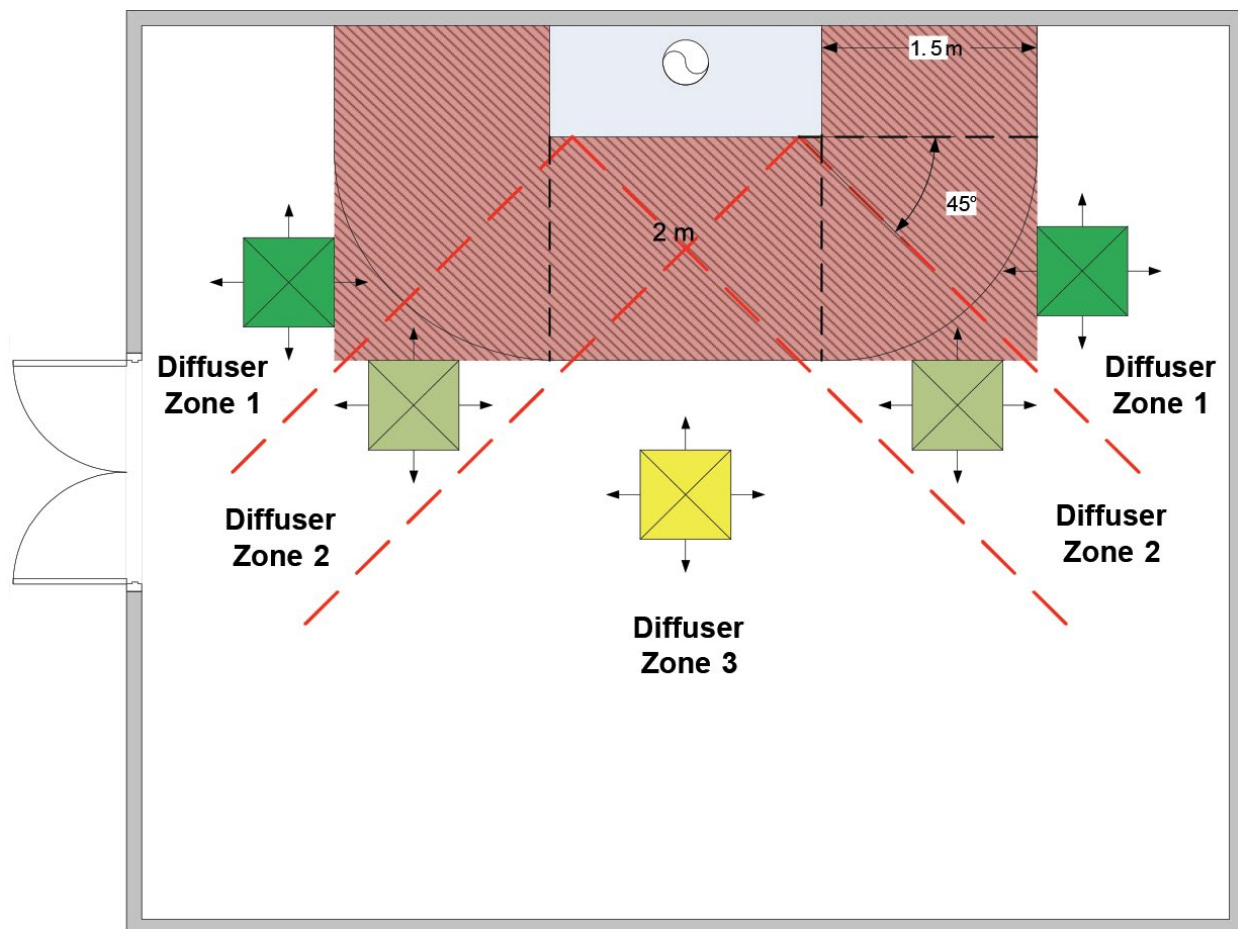 1.5m
45°
2 m
Diffuser
Zone 1
Diffuser
Zone 1
Diffuser
Zone 2
Diffuser
Zone 2
Diffuser
Zone 3